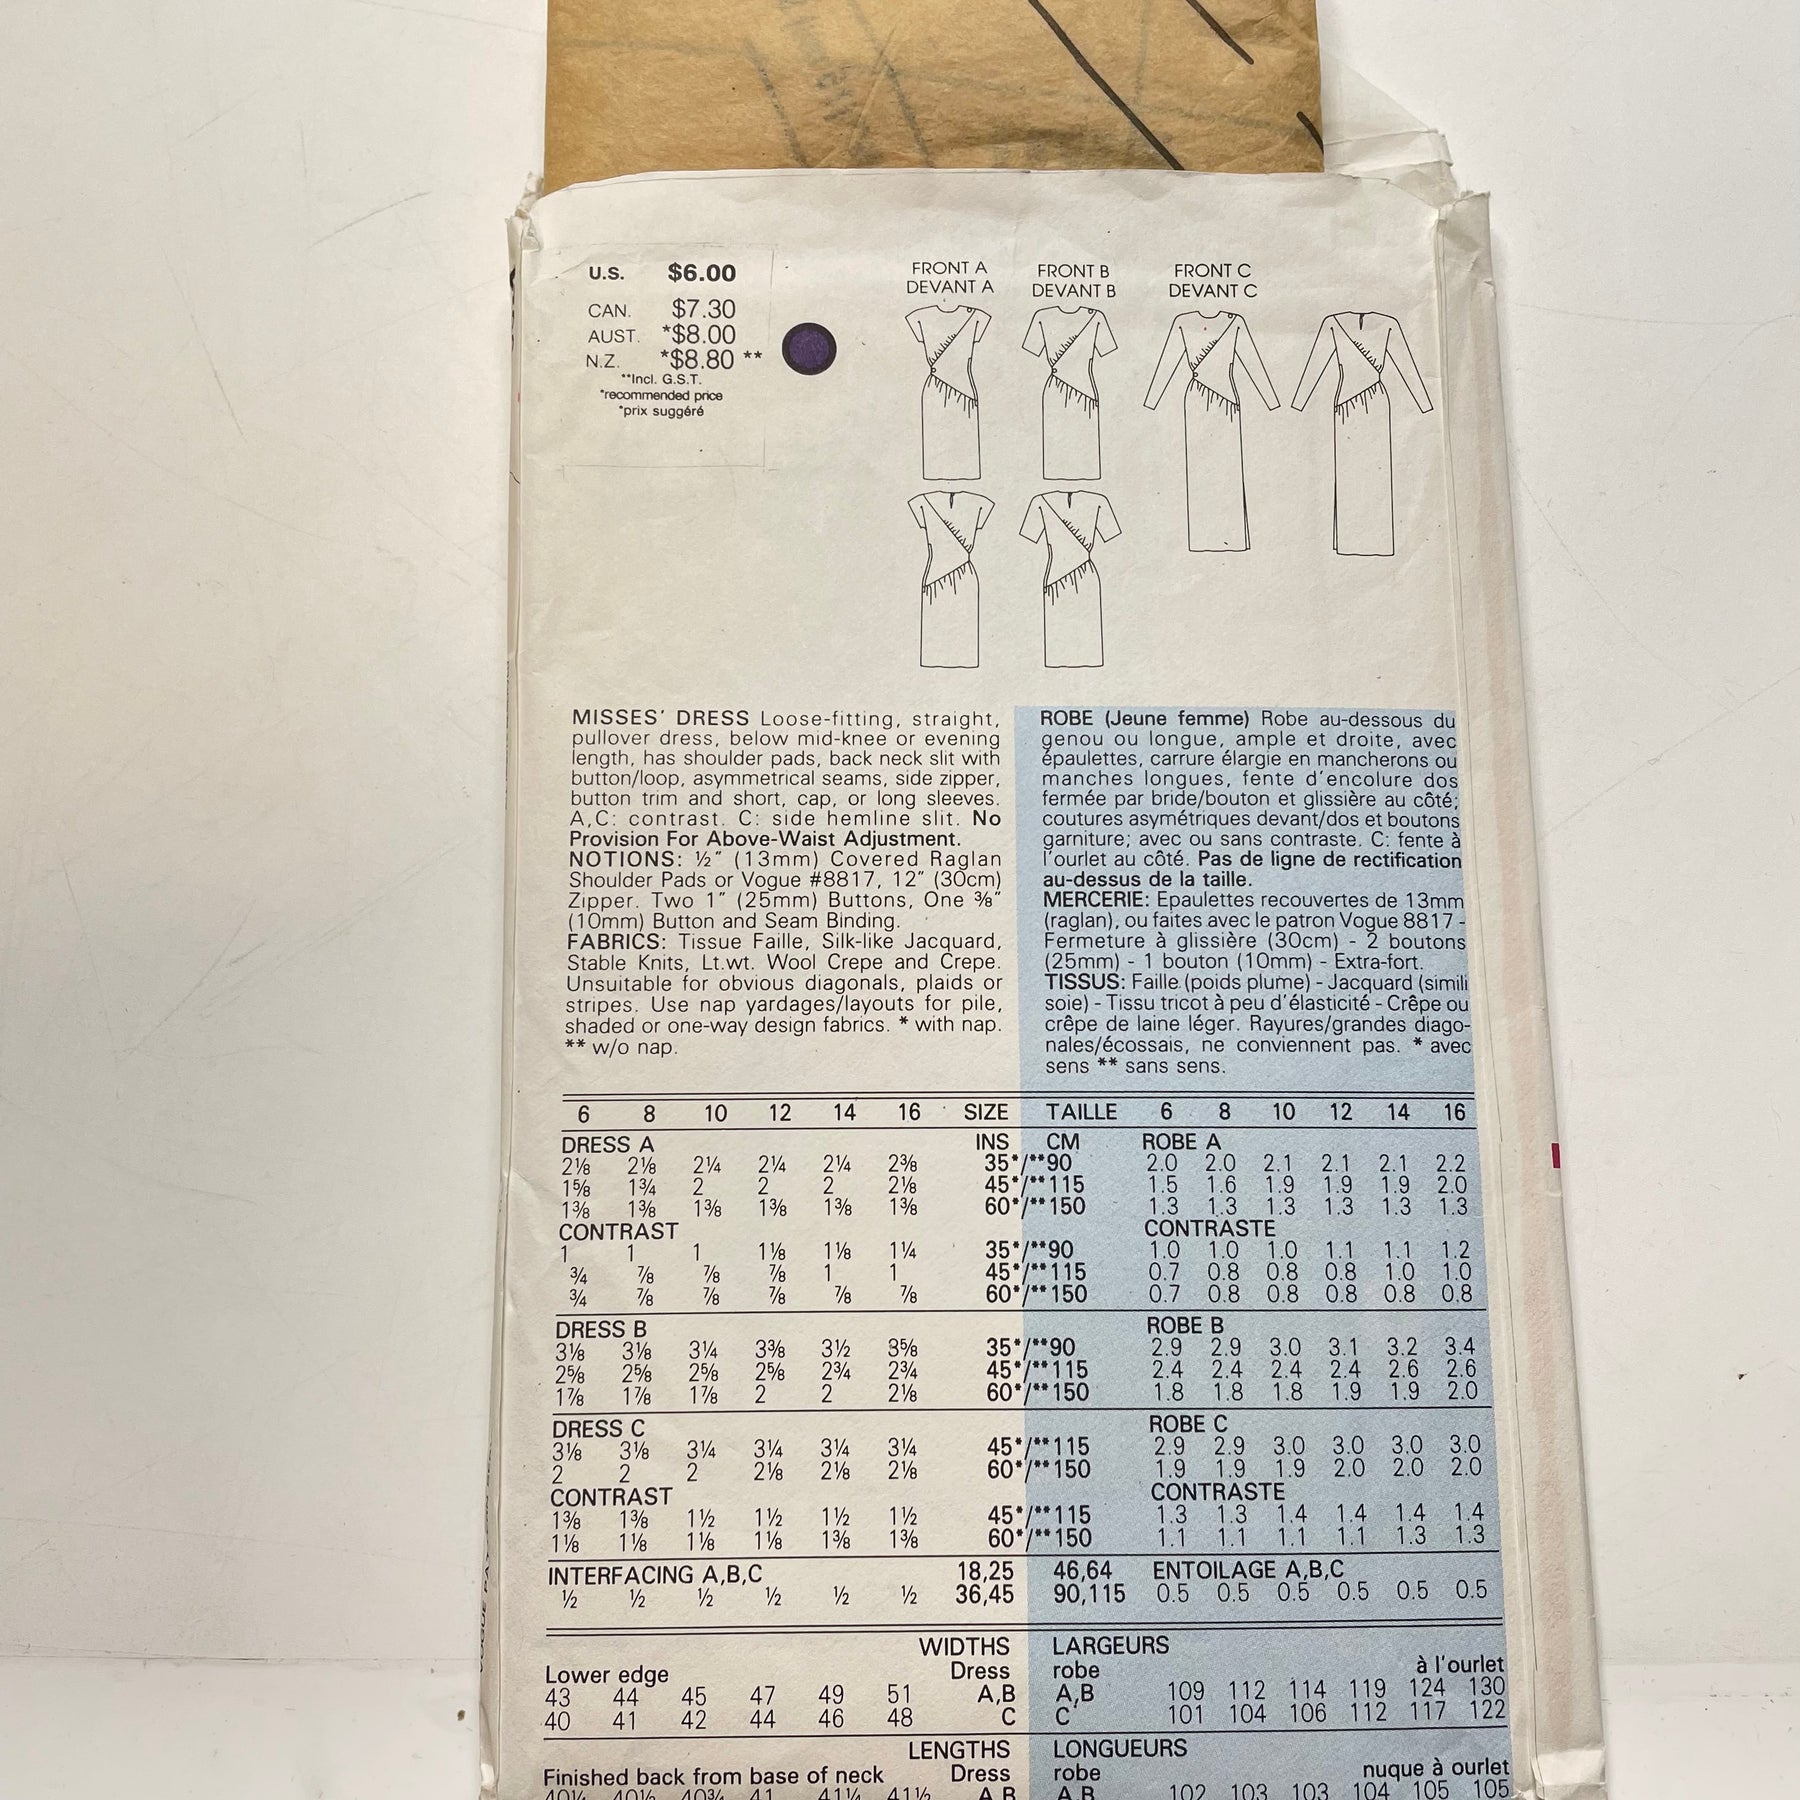 U.S. $6.00
CAN. $7.30
AUST. *$8.00
N.Z. *$8.80 **
**Incl. G.S.T.
*recommended price
*prix suggéré
FRONT A
DEVANT A
FRONT B
DEVANT B
FRONT C
DEVANT C
MISSES' DRESS Loose-fitting, straight,
pullover dress, below mid-knee or evening
length, has shoulder pads, back neck slit with
button/loop, asymmetrical seams, side zipper,
button trim and short, cap, or long sleeves.
A,C: contrast. C: side hemline slit. No
Provision For Above-Waist Adjustment.
NOTIONS: ½" (13mm) Covered Raglan
Shoulder Pads or Vogue #8817, 12" (30cm)
Zipper. Two 1" (25mm) Buttons, One ⅜"
(10mm) Button and Seam Binding.
FABRICS: Tissue Faille, Silk-like Jacquard,
Stable Knits, Lt.wt. Wool Crepe and Crepe.
Unsuitable for obvious diagonals, plaids or
stripes. Use nap yardages/layouts for pile,
shaded or one-way design fabrics. * with nap.
** w/o nap.
ROBE (Jeune femme) Robe au-dessous du
genou ou longue, ample et droite, avec
épaulettes, carrure élargie en mancherons ou
manches longues, fente d'encolure dos
fermée par bride/bouton et glissière au côté;
coutures asymétriques devant/dos et boutons
garniture; avec ou sans contraste. C: fente à
l'ourlet au côté. Pas de ligne de rectification
au-dessus de la taille.
MERCERIE: Epaulettes recouvertes de 13mm
(raglan), ou faites avec le patron Vogue 8817 -
Fermeture à glissière (30cm) - 2 boutons
(25mm) - 1 bouton (10mm) - Extra-fort.
TISSUS: Faille (poids plume) - Jacquard (simili
soie) - Tissu tricot à peu d'élasticité - Crêpe ou
crêpe de laine léger. Rayures/grandes diago-
nales/écossais, ne conviennent pas. * avec
sens ** sans sens.
6 8 10 12 14 16 SIZE TAILLE 6 8 10 12 14 16
DRESS A INS CM ROBE A
2⅛ 2⅛ 2¼ 2¼ 2¼ 2⅜ 35*/**90 2.0 2.0 2.1 2.1 2.1 2.2
1⅝ 1¾ 2 2 2 2⅛ 45*/**115 1.5 1.6 1.9 1.9 1.9 2.0
1⅜ 1⅜ 1⅜ 1⅜ 1⅜ 1⅜ 60*/**150 1.3 1.3 1.3 1.3 1.3 1.3
CONTRAST CONTRASTE
1 1 1 1⅛ 1⅛ 1¼ 35*/**90 1.0 1.0 1.0 1.1 1.1 1.2
¾ ⅞ ⅞ ⅞ 1 1 45*/**115 0.7 0.8 0.8 0.8 1.0 1.0
¾ ⅞ ⅞ ⅞ ⅞ ⅞ 60*/**150 0.7 0.8 0.8 0.8 0.8 0.8
DRESS B ROBE B
3⅛ 3⅛ 3¼ 3⅜ 3½ 3⅝ 35*/**90 2.9 2.9 3.0 3.1 3.2 3.4
2⅝ 2⅝ 2⅝ 2⅝ 2¾ 2¾ 45*/**115 2.4 2.4 2.4 2.4 2.6 2.6
1⅞ 1⅞ 1⅞ 2 2 2⅛ 60*/**150 1.8 1.8 1.8 1.9 1.9 2.0
DRESS C ROBE C
3⅛ 3⅛ 3¼ 3¼ 3¼ 3¼ 45*/**115 2.9 2.9 3.0 3.0 3.0 3.0
2 2 2 2⅛ 2⅛ 2⅛ 60*/**150 1.9 1.9 1.9 2.0 2.0 2.0
CONTRAST CONTRASTE
1⅜ 1⅜ 1½ 1½ 1½ 1½ 45*/**115 1.3 1.3 1.4 1.4 1.4 1.4
1⅛ 1⅛ 1⅛ 1⅛ 1⅜ 1⅜ 60*/**150 1.1 1.1 1.1 1.1 1.3 1.3
INTERFACING A,B,C 18,25 46,64 ENTOILAGE A,B,C
½ ½ ½ ½ ½ ½ 36,45 90,115 0.5 0.5 0.5 0.5 0.5 0.5
WIDTHS LARGEURS
Lower edge Dress robe à l'ourlet
43 44 45 47 49 51 A,B A,B 109 112 114 119 124 130
40 41 42 44 46 48 C C 101 104 106 112 117 122
LENGTHS LONGUEURS
Finished back from base of neck Dress robe nuque à ourlet
40¼ 40½ 40¾ 41 41¼ 41½ A,B A,B 102 103 103 104 105 105